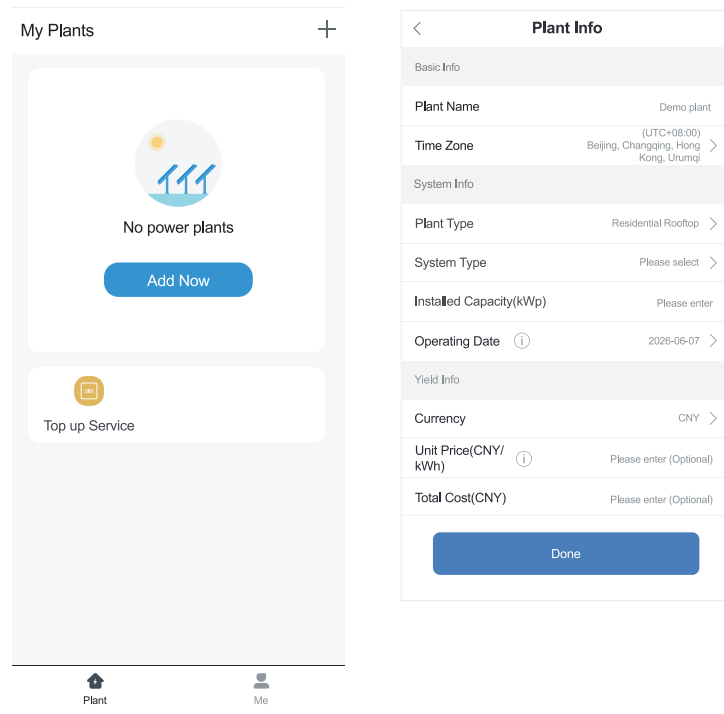 My Plants
No power plants
Add Now
SIM
Top up Service
Plant
Me
Plant Info
Basic Info
Plant Name
Demo plant
Time Zone
(UTC+08:00)
Beijing, Changqing, Hong
Kong, Urumqi
System Info
Plant Type
Residential Rooftop
System Type
Please select
Installed Capacity(kWp)
Please enter
Operating Date
2026-06-07
Yield Info
Currency
CNY
Unit Price(CNY/
kWh)
Please enter (Optional)
Total Cost(CNY)
Please enter (Optional)
Done